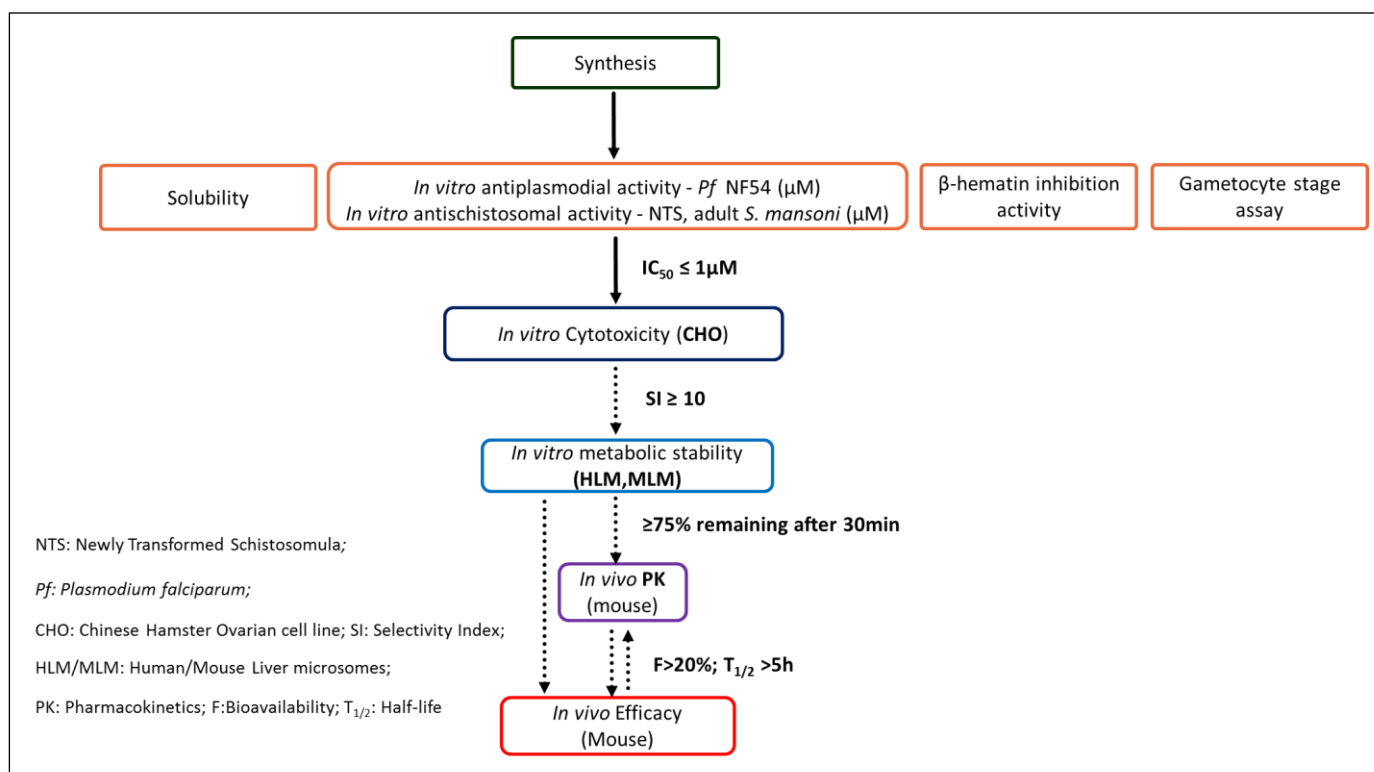 Synthesis
Solubility
In vitro antiplasmodial activity - Pf NF54 (µM)
In vitro antischistosomal activity - NTS, adult S. mansoni (µM)
β-hematin inhibition
activity
Gametocyte stage
assay
IC₅₀ ≤ 1µM
In vitro Cytotoxicity (CHO)
SI ≥ 10
In vitro metabolic stability
(HLM,MLM)
≥75% remaining after 30min
In vivo PK
(mouse)
F>20%; T₁/₂ >5h
In vivo Efficacy
(Mouse)
NTS: Newly Transformed Schistosomula;
Pf: Plasmodium falciparum;
CHO: Chinese Hamster Ovarian cell line; SI: Selectivity Index;
HLM/MLM: Human/Mouse Liver microsomes;
PK: Pharmacokinetics; F:Bioavailability; T₁/₂: Half-life